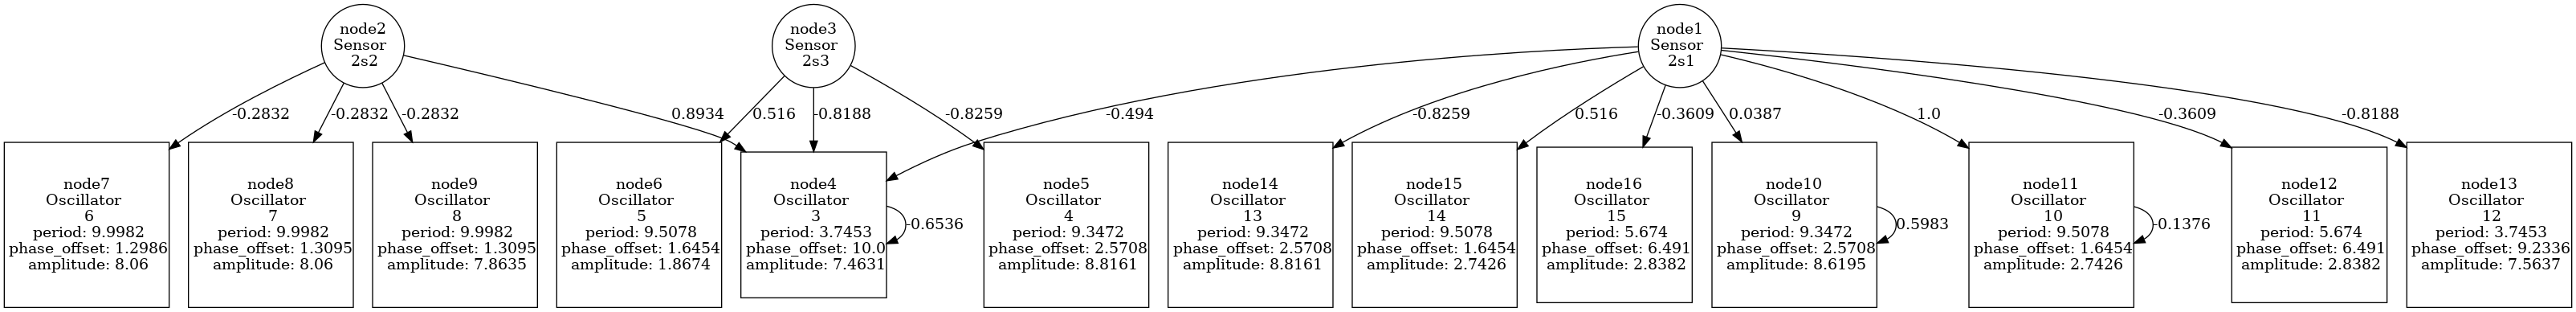 node2
Sensor
2s2
node3
Sensor
2s3
node1
Sensor
2s1
-0.2832
-0.2832
-0.2832
0.8934
0.516
-0.8188
-0.8259
-0.494
-0.8259
0.516
-0.3609
0.0387
1.0
-0.3609
-0.8188
node7
Oscillator
6
period: 9.9982
phase_offset: 1.2986
amplitude: 8.06
node8
Oscillator
7
period: 9.9982
phase_offset: 1.3095
amplitude: 8.06
node9
Oscillator
8
period: 9.9982
phase_offset: 1.3095
amplitude: 7.8635
node6
Oscillator
5
period: 9.5078
phase_offset: 1.6454
amplitude: 1.8674
node4
Oscillator
3
period: 3.7453
phase_offset: 10.0
amplitude: 7.4631
-0.6536
node5
Oscillator
4
period: 9.3472
phase_offset: 2.5708
amplitude: 8.8161
node14
Oscillator
13
period: 9.3472
phase_offset: 2.5708
amplitude: 8.8161
node15
Oscillator
14
period: 9.5078
phase_offset: 1.6454
amplitude: 2.7426
node16
Oscillator
15
period: 5.674
phase_offset: 6.491
amplitude: 2.8382
node10
Oscillator
9
period: 9.3472
phase_offset: 2.5708
amplitude: 8.6195
0.5983
node11
Oscillator
10
period: 9.5078
phase_offset: 1.6454
amplitude: 2.7426
-0.1376
node12
Oscillator
11
period: 5.674
phase_offset: 6.491
amplitude: 2.8382
node13
Oscillator
12
period: 3.7453
phase_offset: 9.2336
amplitude: 7.5637